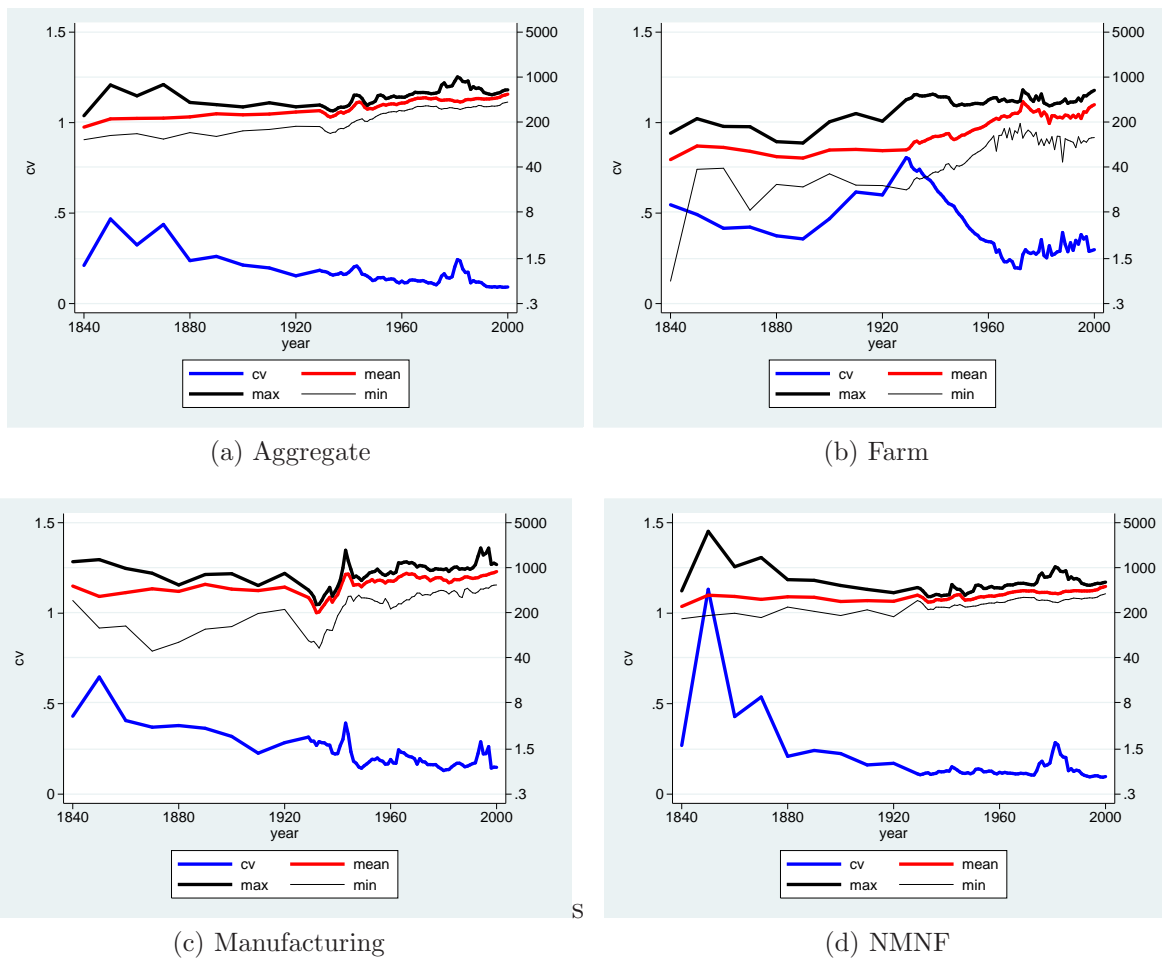 1.5
1
.5
0
cv
5000
1000
200
40
8
1.5
.3
1840 1880 1920 1960 2000
year
cv mean
max min
(a) Aggregate
1.5
1
.5
0
cv
5000
1000
200
40
8
1.5
.3
1840 1880 1920 1960 2000
year
cv mean
max min
(b) Farm
1.5
1
.5
0
cv
5000
1000
200
40
8
1.5
.3
1840 1880 1920 1960 2000
year
cv mean
max min
s
(c) Manufacturing
1.5
1
.5
0
cv
5000
1000
200
40
8
1.5
.3
1840 1880 1920 1960 2000
year
cv mean
max min
(d) NMNF